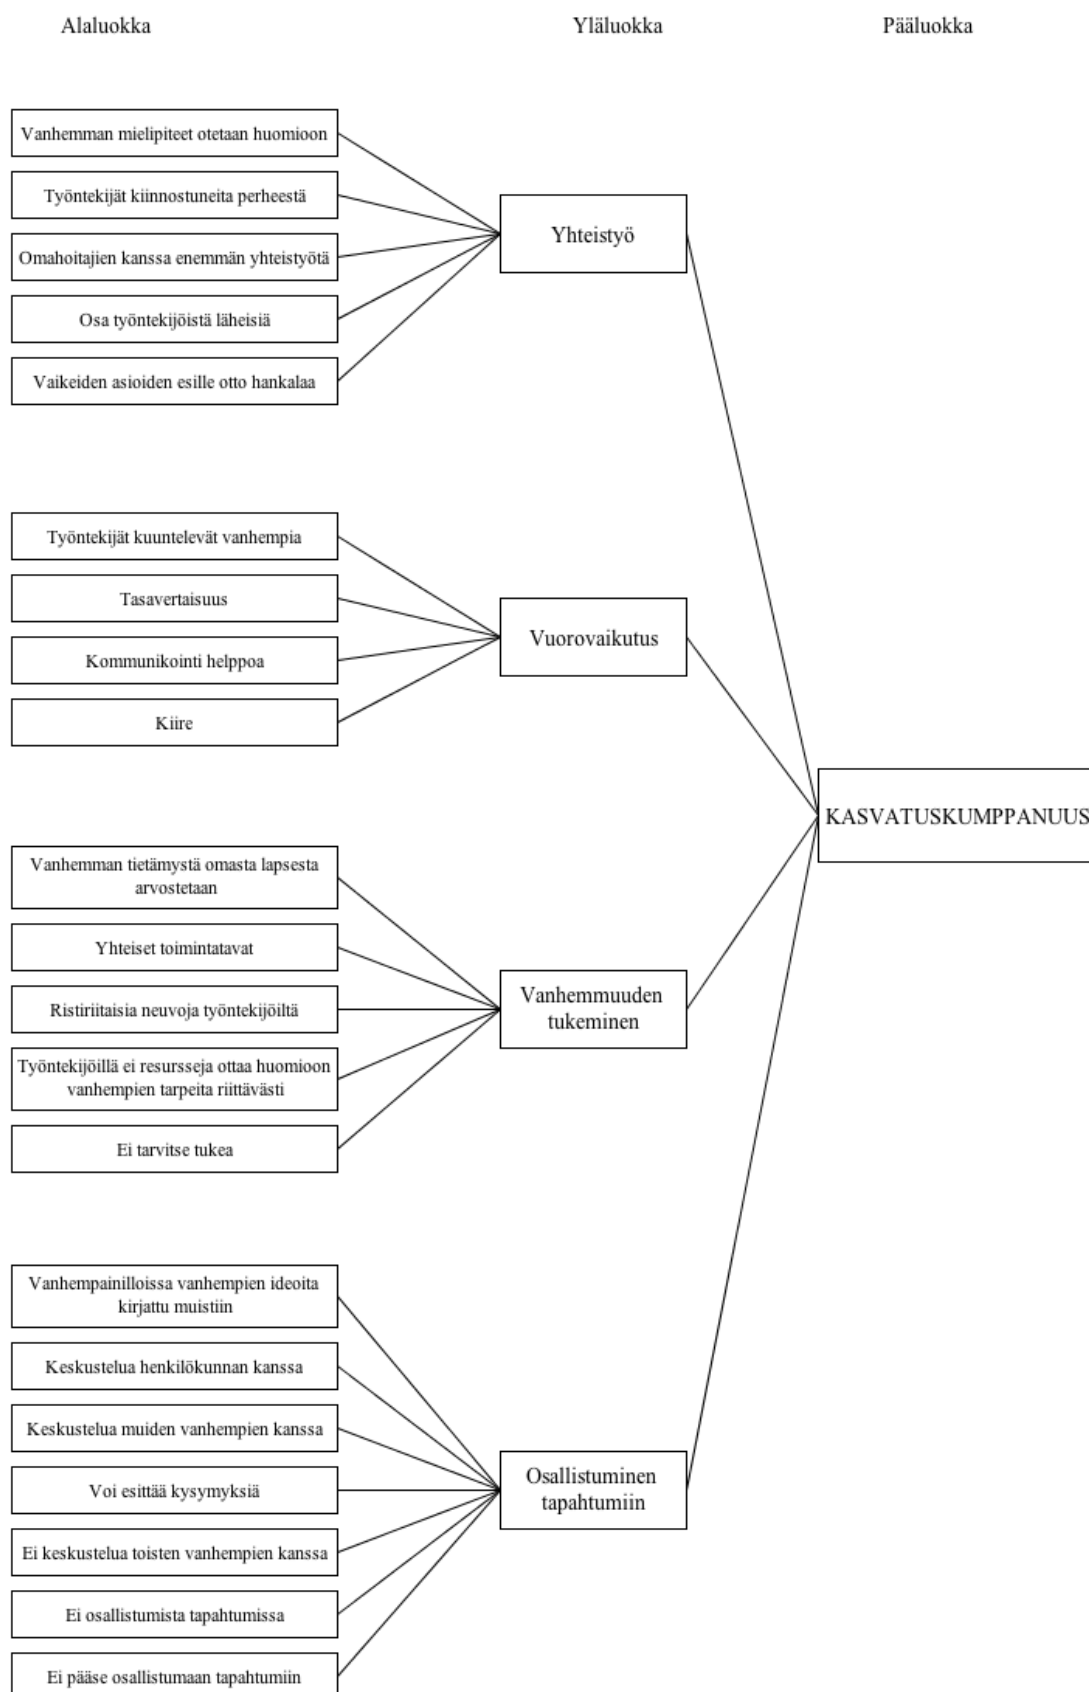 Alaluokka
Yläluokka
Pääluokka
Vanhemman mielipiteet otetaan huomioon
Työntekijät kiinnostuneita perheestä
Omahoitajien kanssa enemmän yhteistyötä
Osa työntekijöistä läheisiä
Vaikeiden asioiden esille otto hankalaa
Yhteistyö
Työntekijät kuuntelevät vanhempia
Tasavertaisuus
Kommunikointi helppoa
Kiire
Vuorovaikutus
KASVATUSKUMPPANUUS
Vanhemman tietämystä omasta lapsesta
arvostetaan
Yhteiset toimintatavat
Ristiriitaisia neuvoja työntekijöiltä
Työntekijöillä ei resursseja ottaa huomioon
vanhempien tarpeita riittävästi
Ei tarvitse tukea
Vanhemmuuden
tukeminen
Vanhempainilloissa vanhempien ideoita
kirjattu muistiin
Keskustelua henkilökunnan kanssa
Keskustelua muiden vanhempien kanssa
Voi esittää kysymyksiä
Ei keskustelua toisten vanhempien kanssa
Ei osallistumista tapahtumissa
Ei pääse osallistumaan tapahtumiin
Osallistuminen
tapahtumiin